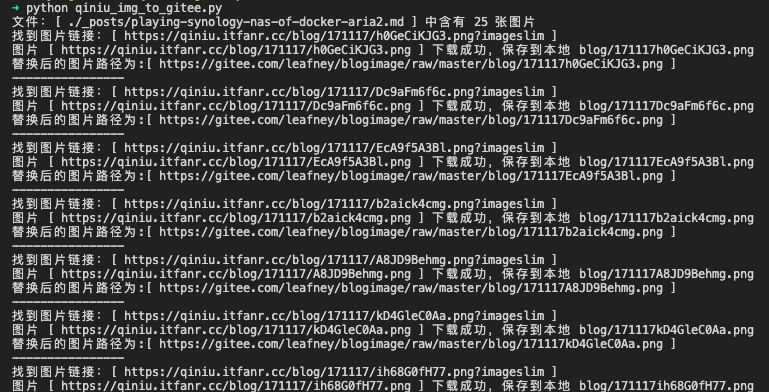 ➜ python qiniu_img_to_gitee.py
文件: [ ./_posts/playing-synology-nas-of-docker-aria2.md ] 中含有 25 张图片
找到图片链接: [ https://qiniu.itfanr.cc/blog/171117/h0GeCiKJG3.png?imageslim ]
图片 [ https://qiniu.itfanr.cc/blog/171117/h0GeCiKJG3.png ] 下载成功, 保存到本地 blog/171117h0GeCiKJG3.png
替换后的图片路径为:[ https://gitee.com/leafney/blogimage/raw/master/blog/171117h0GeCiKJG3.png ]
----------------
找到图片链接: [ https://qiniu.itfanr.cc/blog/171117/Dc9aFm6f6c.png?imageslim ]
图片 [ https://qiniu.itfanr.cc/blog/171117/Dc9aFm6f6c.png ] 下载成功, 保存到本地 blog/171117Dc9aFm6f6c.png
替换后的图片路径为:[ https://gitee.com/leafney/blogimage/raw/master/blog/171117Dc9aFm6f6c.png ]
----------------
找到图片链接: [ https://qiniu.itfanr.cc/blog/171117/EcA9f5A3Bl.png?imageslim ]
图片 [ https://qiniu.itfanr.cc/blog/171117/EcA9f5A3Bl.png ] 下载成功, 保存到本地 blog/171117EcA9f5A3Bl.png
替换后的图片路径为:[ https://gitee.com/leafney/blogimage/raw/master/blog/171117EcA9f5A3Bl.png ]
----------------
找到图片链接: [ https://qiniu.itfanr.cc/blog/171117/b2aick4cmg.png?imageslim ]
图片 [ https://qiniu.itfanr.cc/blog/171117/b2aick4cmg.png ] 下载成功, 保存到本地 blog/171117b2aick4cmg.png
替换后的图片路径为:[ https://gitee.com/leafney/blogimage/raw/master/blog/171117b2aick4cmg.png ]
----------------
找到图片链接: [ https://qiniu.itfanr.cc/blog/171117/A8JD9Behmg.png?imageslim ]
图片 [ https://qiniu.itfanr.cc/blog/171117/A8JD9Behmg.png ] 下载成功, 保存到本地 blog/171117A8JD9Behmg.png
替换后的图片路径为:[ https://gitee.com/leafney/blogimage/raw/master/blog/171117A8JD9Behmg.png ]
----------------
找到图片链接: [ https://qiniu.itfanr.cc/blog/171117/kD4GleC0Aa.png?imageslim ]
图片 [ https://qiniu.itfanr.cc/blog/171117/kD4GleC0Aa.png ] 下载成功, 保存到本地 blog/171117kD4GleC0Aa.png
替换后的图片路径为:[ https://gitee.com/leafney/blogimage/raw/master/blog/171117kD4GleC0Aa.png ]
----------------
找到图片链接: [ https://qiniu.itfanr.cc/blog/171117/ih68G0fH77.png?imageslim ]
图片 [ https://qiniu.itfanr.cc/blog/171117/ih68G0fH77.png ] 下载成功, 保存到本地 blog/171117ih68G0fH77.png